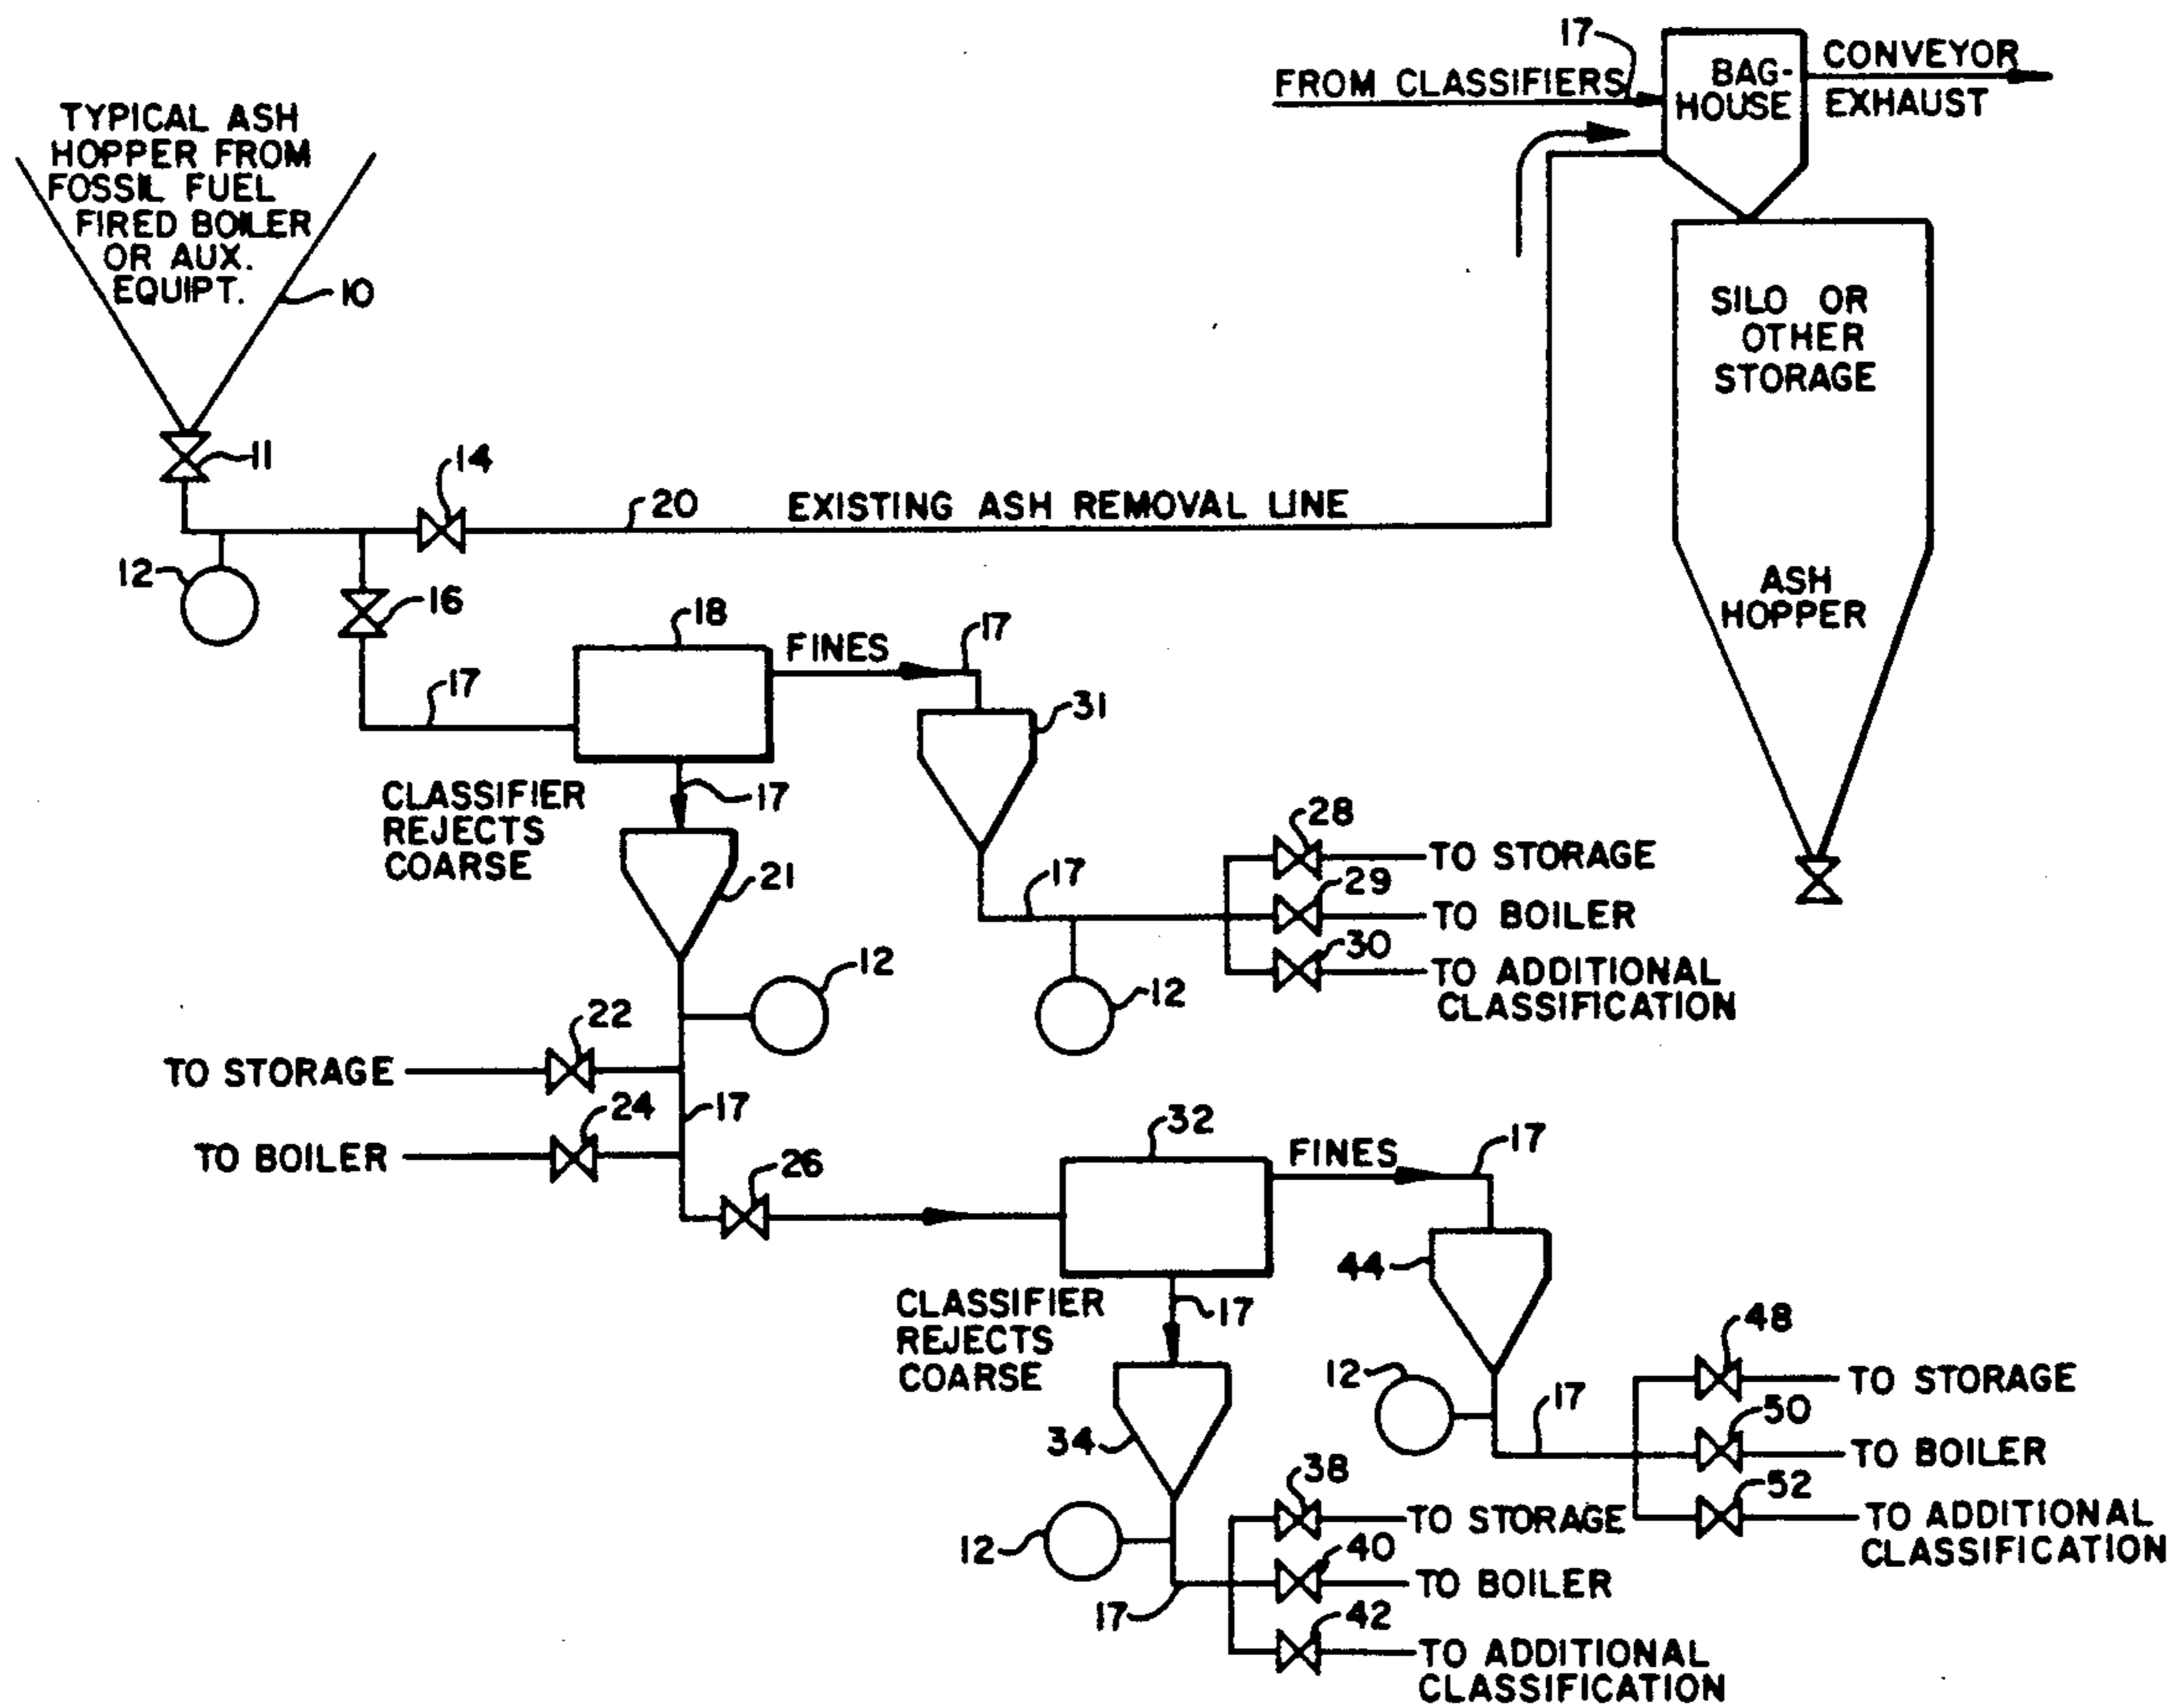 TYPICAL ASH
HOPPER FROM
FOSSIL FUEL
FIRED BOILER
OR AUX.
EQUIPT.
10
11
12
14
20
EXISTING ASH REMOVAL LINE
16
17
FROM CLASSIFIERS
17
BAG-
HOUSE
CONVEYOR
EXHAUST
SILO OR
OTHER
STORAGE
ASH
HOPPER
18
FINES
17
31
CLASSIFIER
REJECTS
COARSE
17
21
12
17
12
28
TO STORAGE
29
TO BOILER
30
TO ADDITIONAL
CLASSIFICATION
22
TO STORAGE
24
TO BOILER
17
26
32
FINES
17
44
CLASSIFIER
REJECTS
COARSE
17
34
12
17
12
17
48
TO STORAGE
50
TO BOILER
52
TO ADDITIONAL
CLASSIFICATION
38
TO STORAGE
40
TO BOILER
42
TO ADDITIONAL
CLASSIFICATION